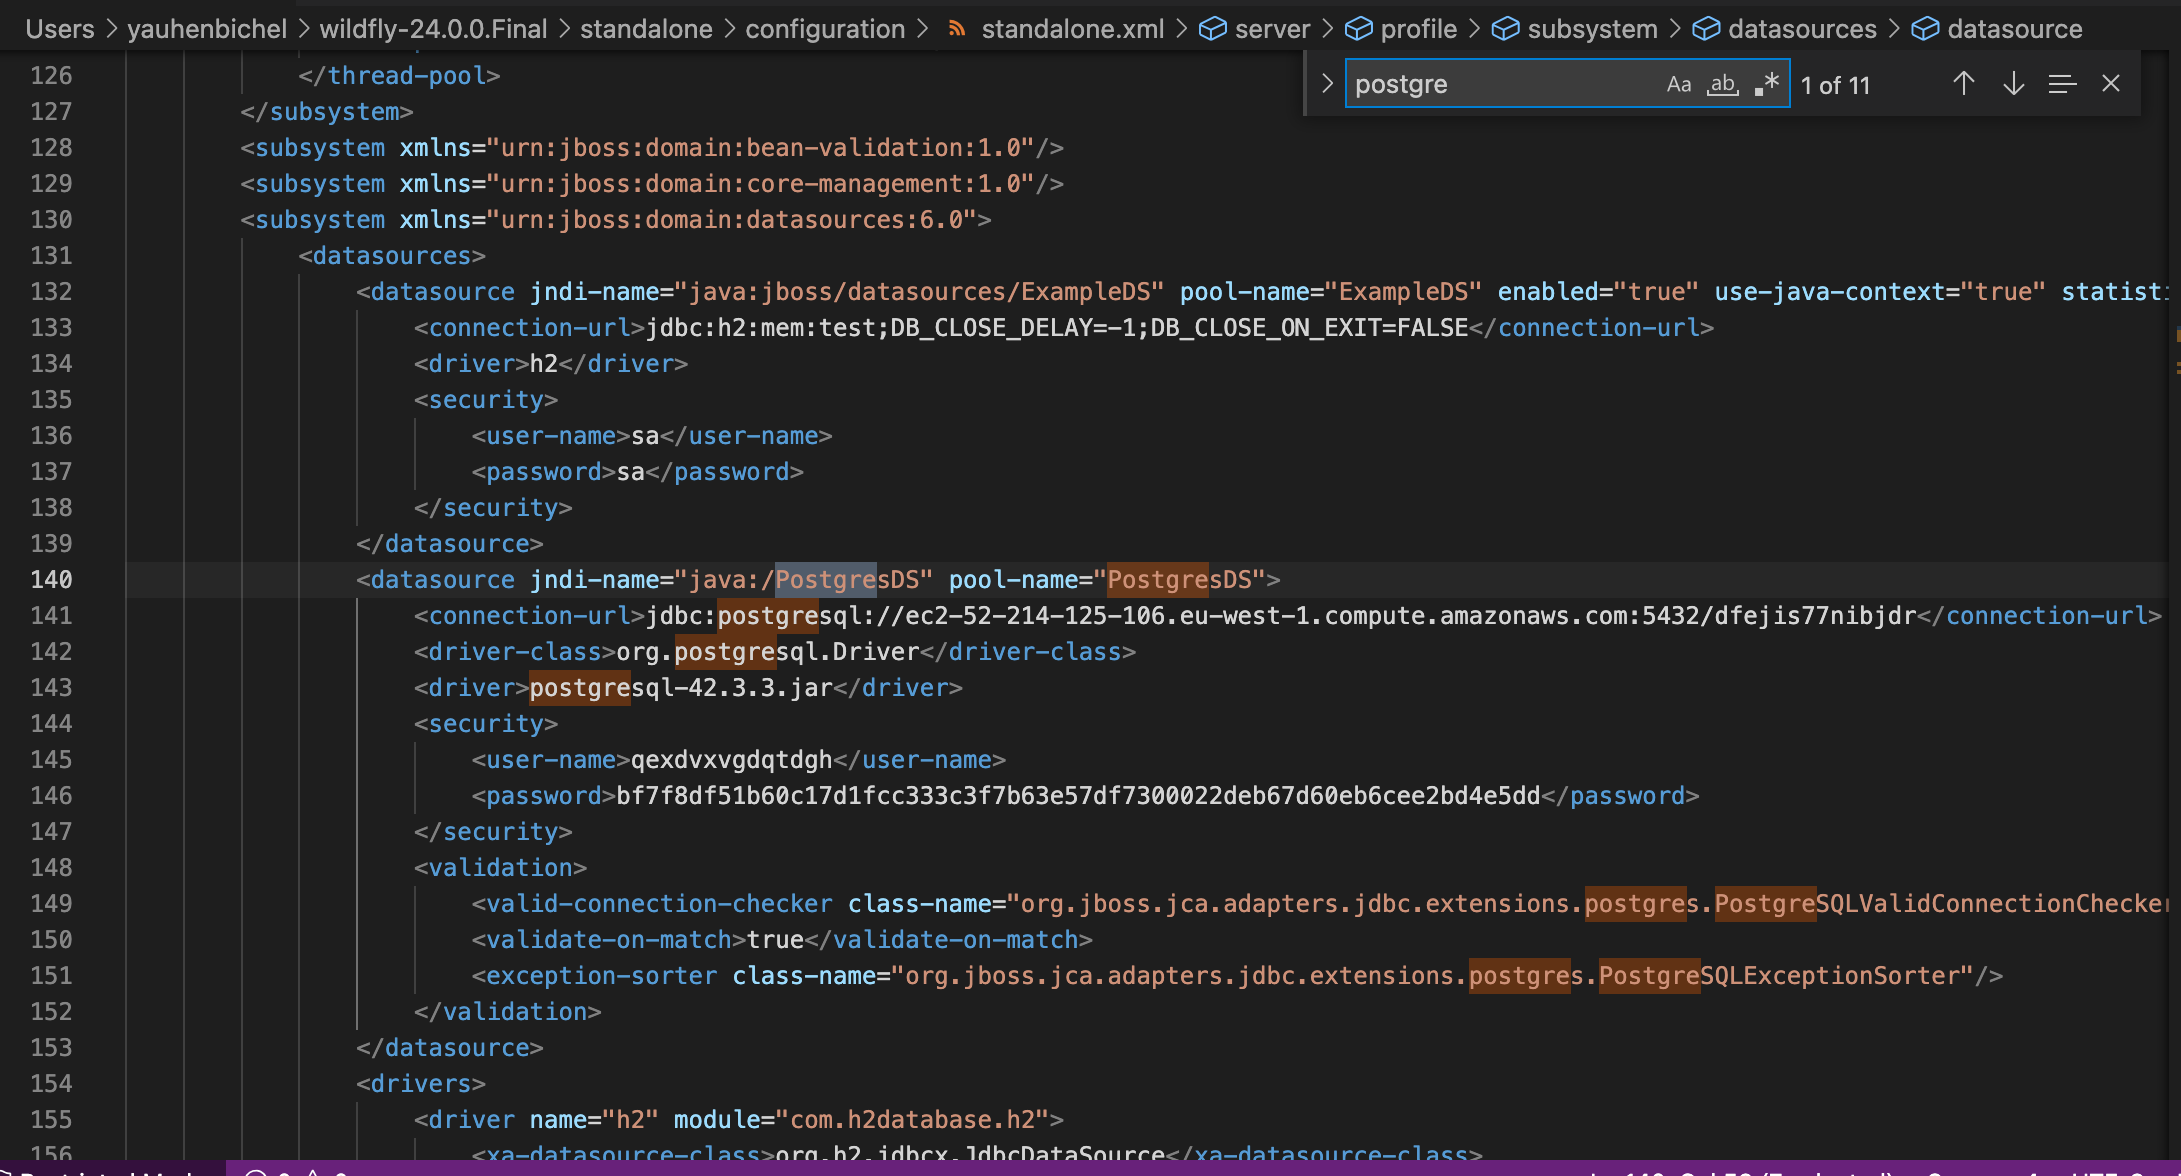 Users > yauhenbichel > wildfly-24.0.0.Final > standalone > configuration > standalone.xml > server > profile > subsystem > datasources > datasource
postgre Aa ab .* 1 of 11
126 </thread-pool>
127 </subsystem>
128 <subsystem xmlns="urn:jboss:domain:bean-validation:1.0"/>
129 <subsystem xmlns="urn:jboss:domain:core-management:1.0"/>
130 <subsystem xmlns="urn:jboss:domain:datasources:6.0">
131 <datasources>
132 <datasource jndi-name="java:jboss/datasources/ExampleDS" pool-name="ExampleDS" enabled="true" use-java-context="true" statisti
133 <connection-url>jdbc:h2:mem:test;DB_CLOSE_DELAY=-1;DB_CLOSE_ON_EXIT=FALSE</connection-url>
134 <driver>h2</driver>
135 <security>
136 <user-name>sa</user-name>
137 <password>sa</password>
138 </security>
139 </datasource>
140 <datasource jndi-name="java:/PostgresDS" pool-name="PostgresDS">
141 <connection-url>jdbc:postgresql://ec2-52-214-125-106.eu-west-1.compute.amazonaws.com:5432/dfejis77nibjdr</connection-url>
142 <driver-class>org.postgresql.Driver</driver-class>
143 <driver>postgresql-42.3.3.jar</driver>
144 <security>
145 <user-name>qexdvxvgdqtdgh</user-name>
146 <password>bf7f8df51b60c17d1fcc333c3f7b63e57df7300022deb67d60eb6cee2bd4e5dd</password>
147 </security>
148 <validation>
149 <valid-connection-checker class-name="org.jboss.jca.adapters.jdbc.extensions.postgres.PostgreSQLValidConnectionChecker
150 <validate-on-match>true</validate-on-match>
151 <exception-sorter class-name="org.jboss.jca.adapters.jdbc.extensions.postgres.PostgreSQLExceptionSorter"/>
152 </validation>
153 </datasource>
154 <drivers>
155 <driver name="h2" module="com.h2database.h2">
156 <xa-datasource-class>org.h2.jdbcx.JdbcDataSource</xa-datasource-class>